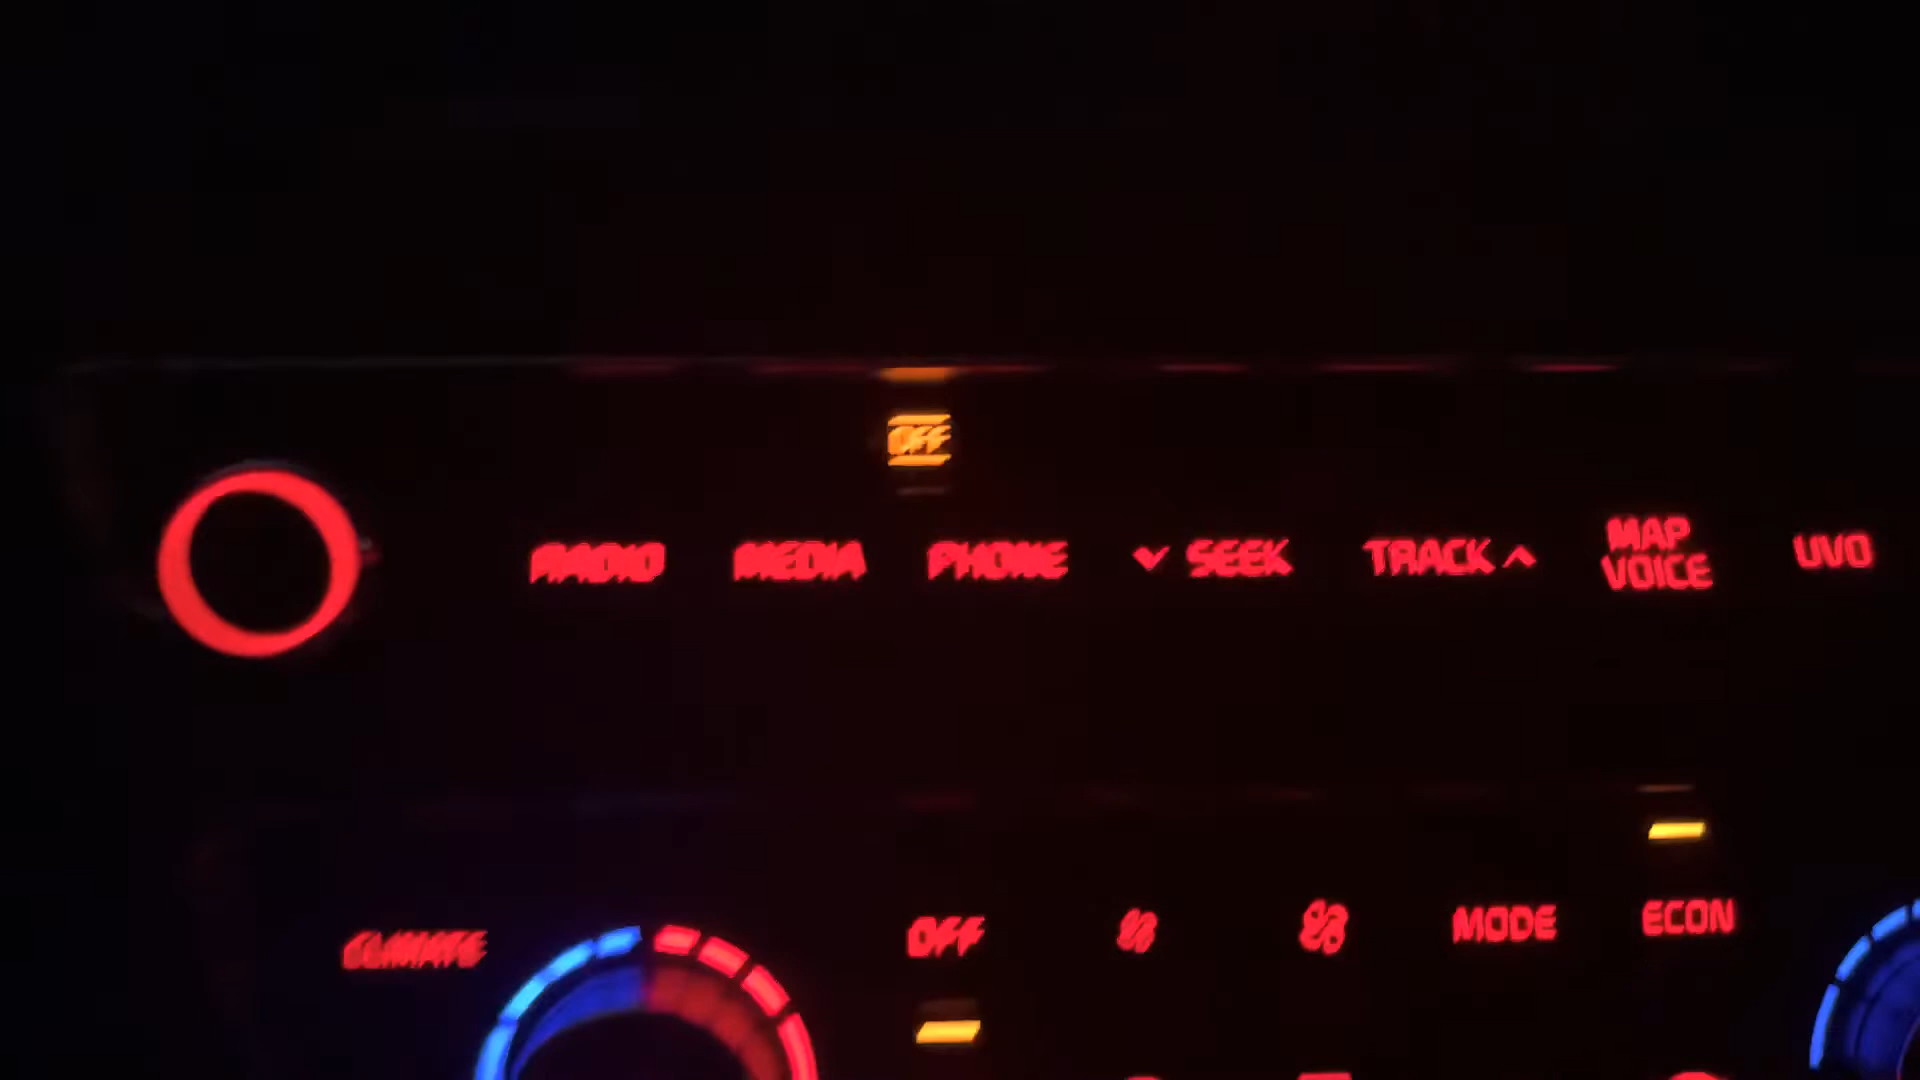 OFF
RADIO MEDIA PHONE SEEK TRACK MAP VOICE UVO
CLIMATE OFF MODE ECON